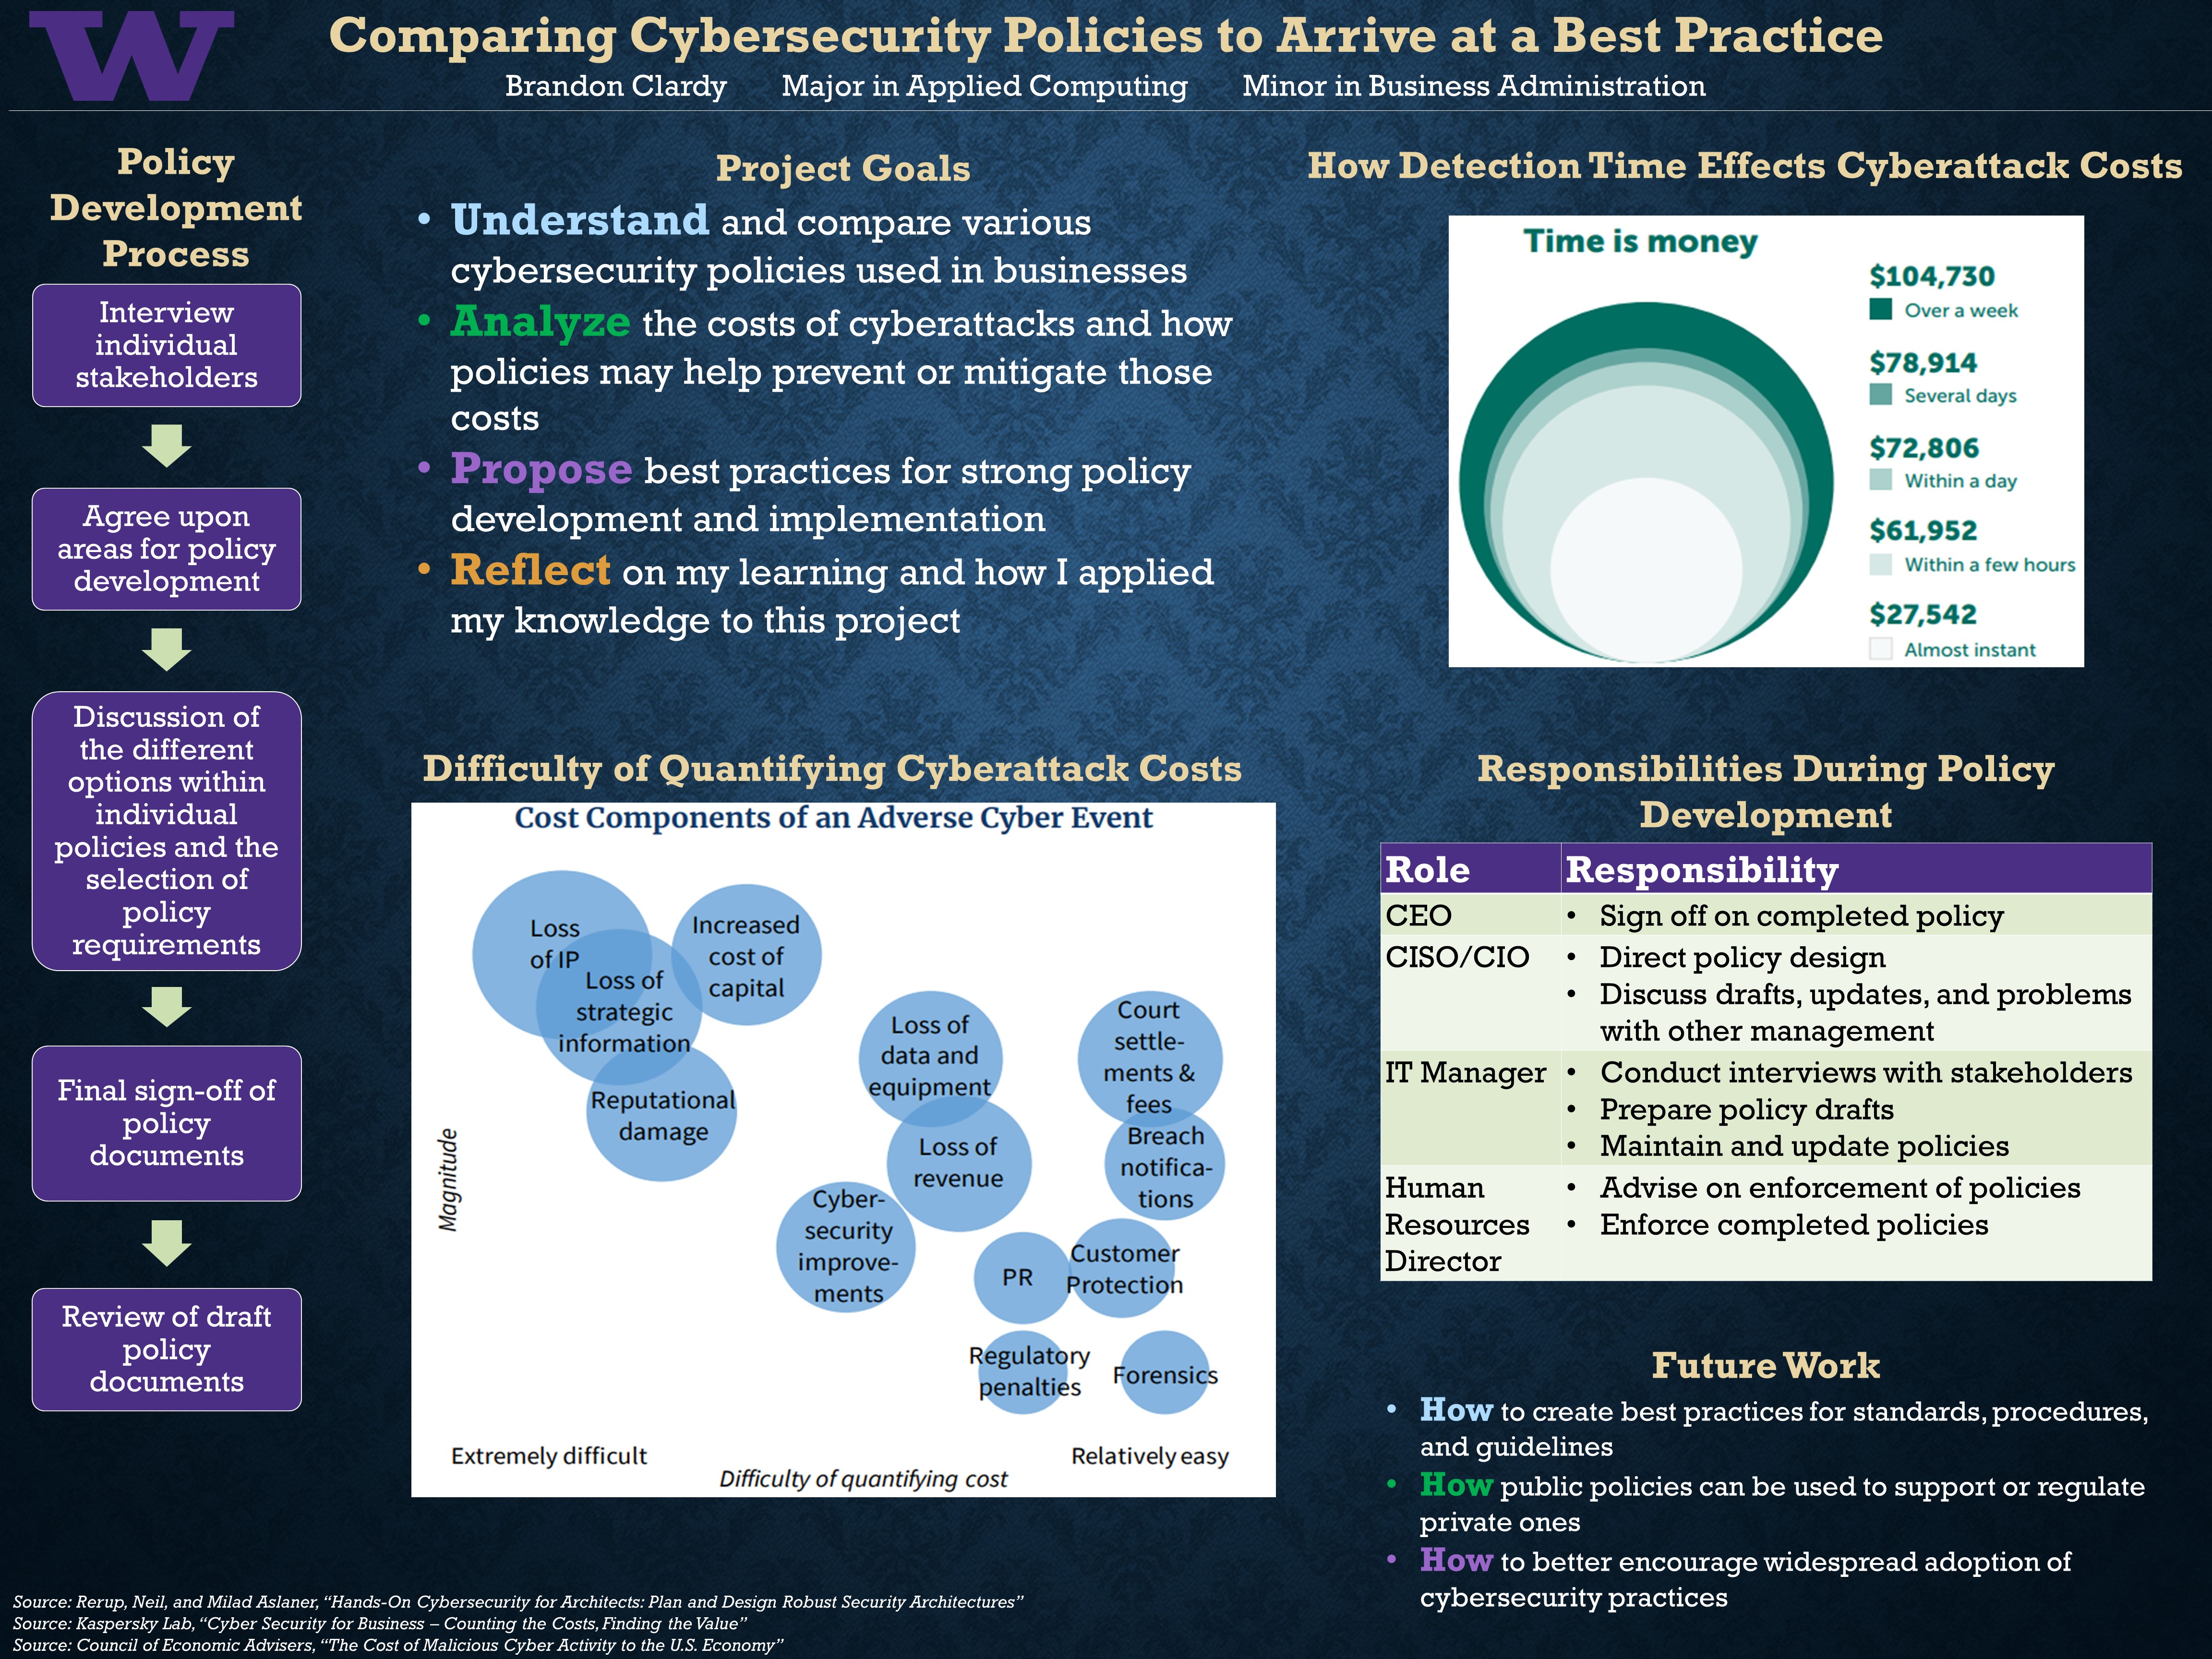 W
Comparing Cybersecurity Policies to Arrive at a Best Practice
Brandon Clardy Major in Applied Computing Minor in Business Administration
Policy
Development
Process
Interview
individual
stakeholders
Agree upon
areas for policy
development
Discussion of
the different
options within
individual
policies and the
selection of
policy
requirements
Final sign-off of
policy
documents
Review of draft
policy
documents
Project Goals
• Understand and compare various
cybersecurity policies used in businesses
• Analyze the costs of cyberattacks and how
policies may help prevent or mitigate those
costs
• Propose best practices for strong policy
development and implementation
• Reflect on my learning and how I applied
my knowledge to this project
How Detection Time Effects Cyberattack Costs
Time is money
$104,730
Over a week
$78,914
Several days
$72,806
Within a day
$61,952
Within a few hours
$27,542
Almost instant
Difficulty of Quantifying Cyberattack Costs
Cost Components of an Adverse Cyber Event
Loss
of IP
Loss of
strategic
information
Increased
cost of
capital
Reputational
damage
Loss of
data and
equipment
Loss of
revenue
Court
settle-
ments &
fees
Breach
notifica-
tions
Cyber-
security
improve-
ments
PR
Customer
Protection
Regulatory
penalties
Forensics
Magnitude
Extremely difficult
Relatively easy
Difficulty of quantifying cost
Responsibilities During Policy
Development
Role Responsibility
CEO • Sign off on completed policy
CISO/CIO • Direct policy design
• Discuss drafts, updates, and problems
with other management
IT Manager • Conduct interviews with stakeholders
• Prepare policy drafts
• Maintain and update policies
Human • Advise on enforcement of policies
Resources • Enforce completed policies
Director
Future Work
• How to create best practices for standards, procedures,
and guidelines
• How public policies can be used to support or regulate
private ones
• How to better encourage widespread adoption of
cybersecurity practices
Source: Rerup, Neil, and Milad Aslaner, “Hands-On Cybersecurity for Architects: Plan and Design Robust Security Architectures”
Source: Kaspersky Lab, “Cyber Security for Business – Counting the Costs, Finding the Value”
Source: Council of Economic Advisers, “The Cost of Malicious Cyber Activity to the U.S. Economy”